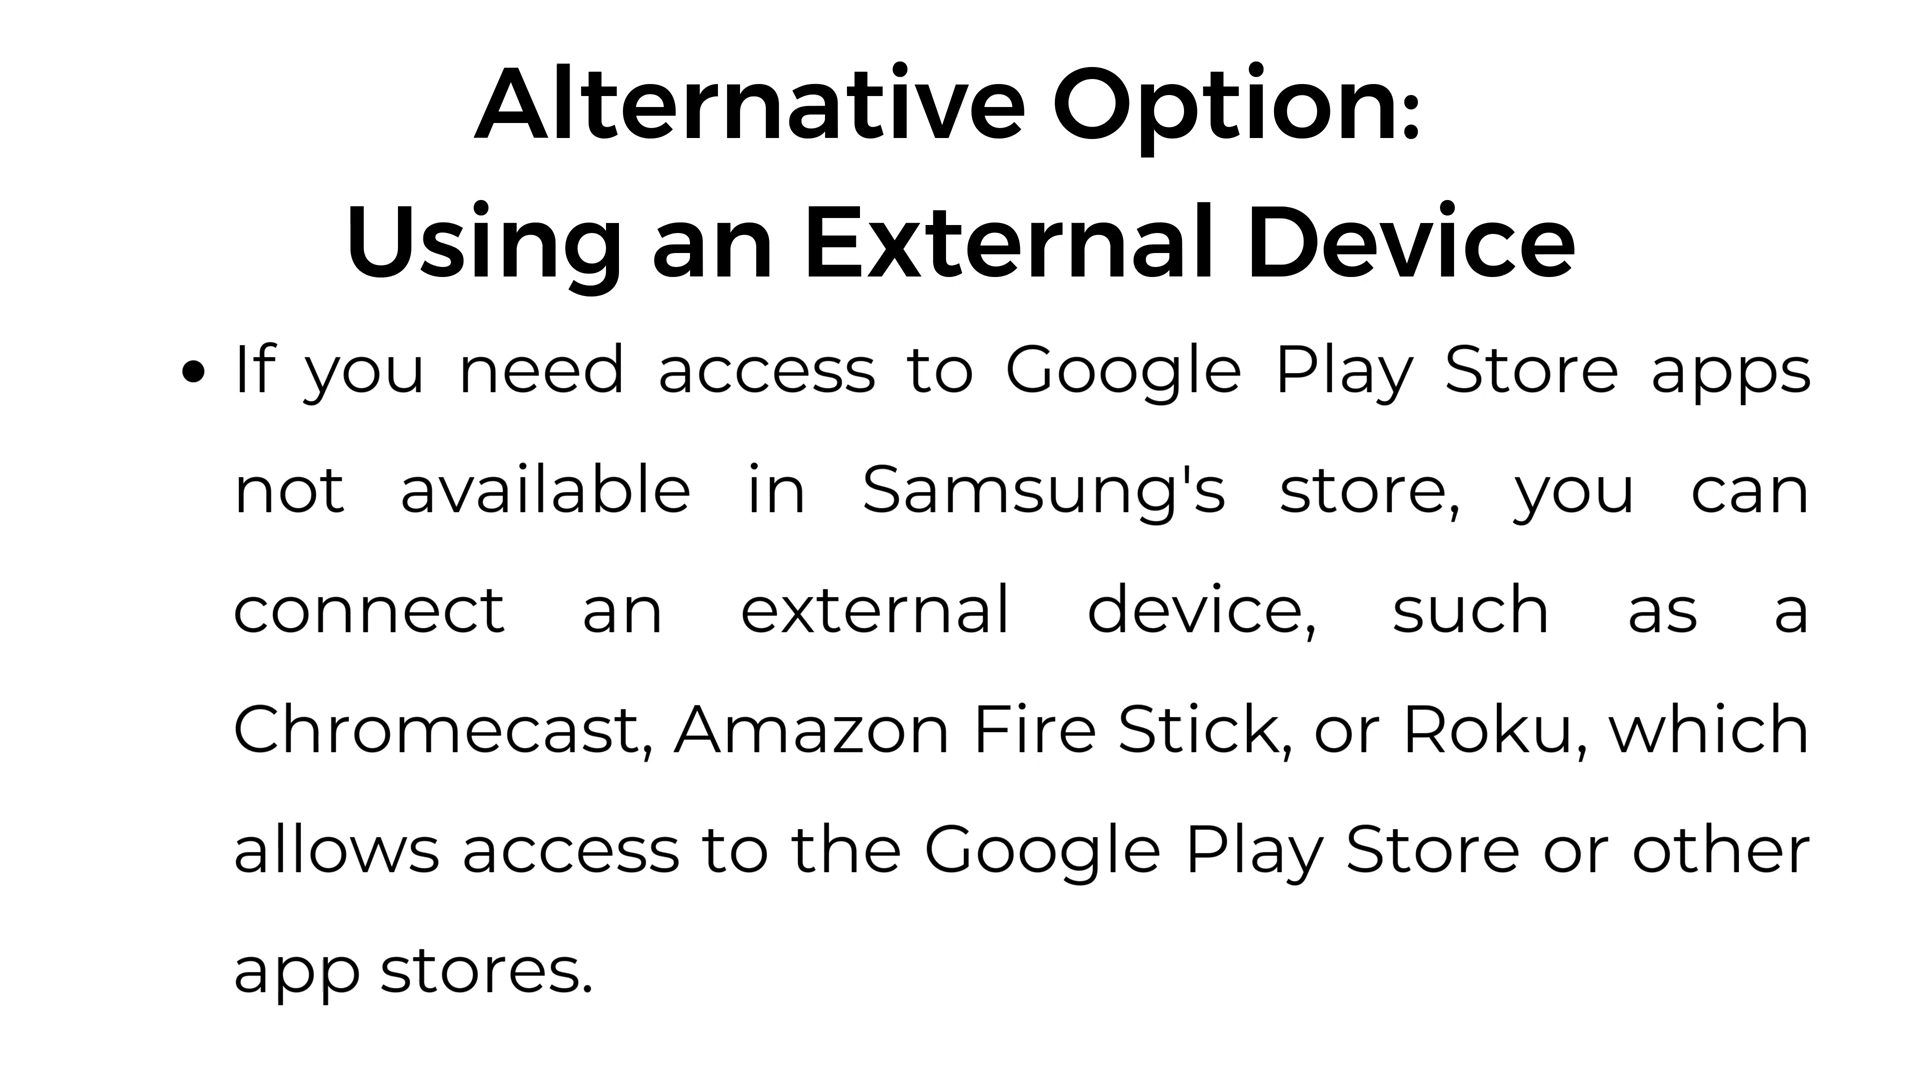 Alternative Option:
Using an External Device
• If you need access to Google Play Store apps
not available in Samsung's store, you can
connect an external device, such as a
Chromecast, Amazon Fire Stick, or Roku, which
allows access to the Google Play Store or other
app stores.